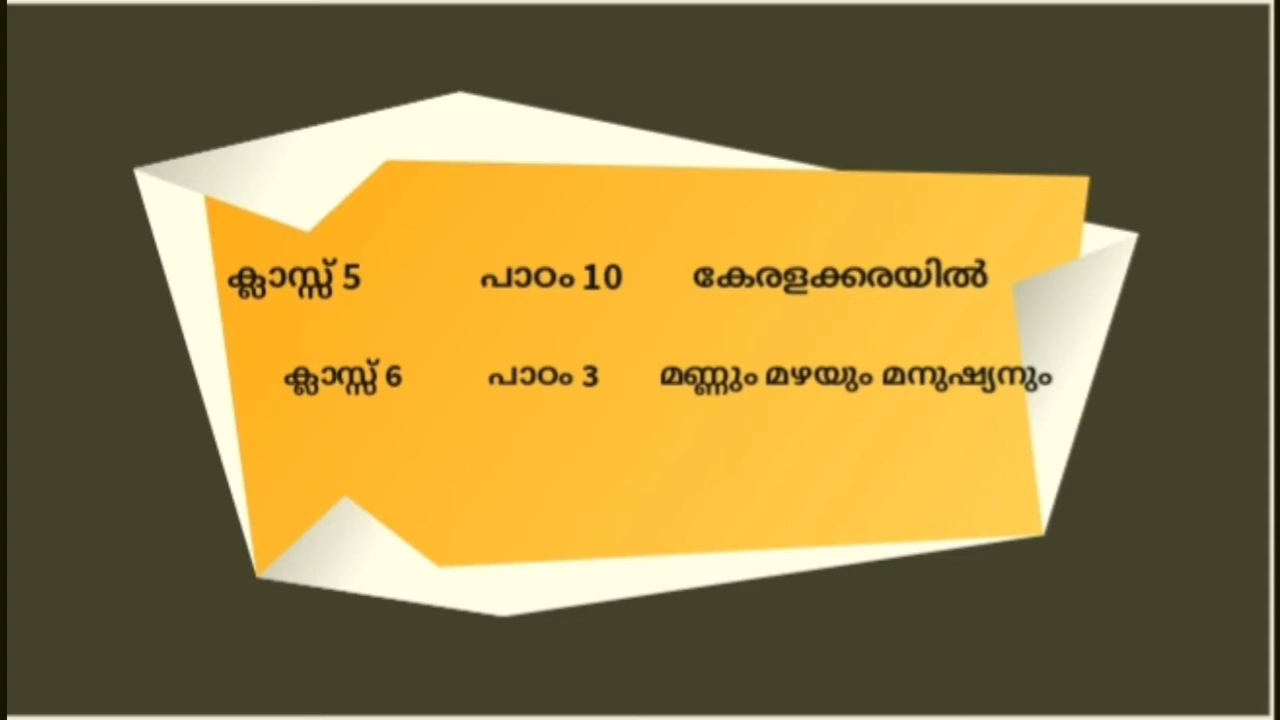 ക്ലാസ്സ് 5 പാഠം 10 കേരളക്കരയിൽ
ക്ലാസ്സ് 6 പാഠം 3 മണ്ണും മഴയും മനുഷ്യനും